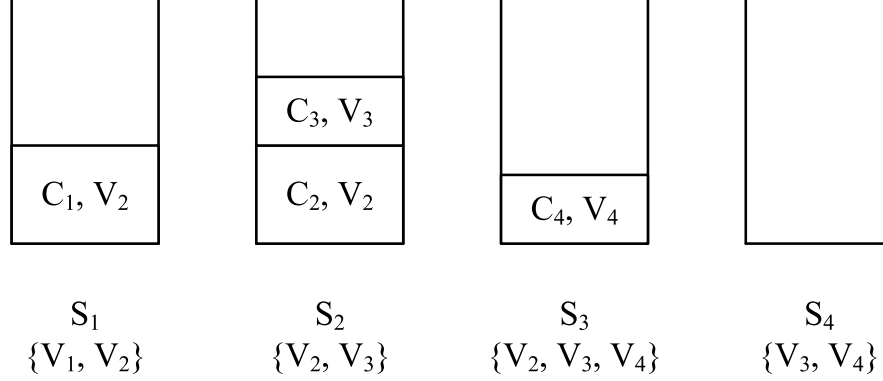 C₃, V₃
C₁, V₂
C₂, V₂
C₄, V₄
S₁
{V₁, V₂}
S₂
{V₂, V₃}
S₃
{V₂, V₃, V₄}
S₄
{V₃, V₄}